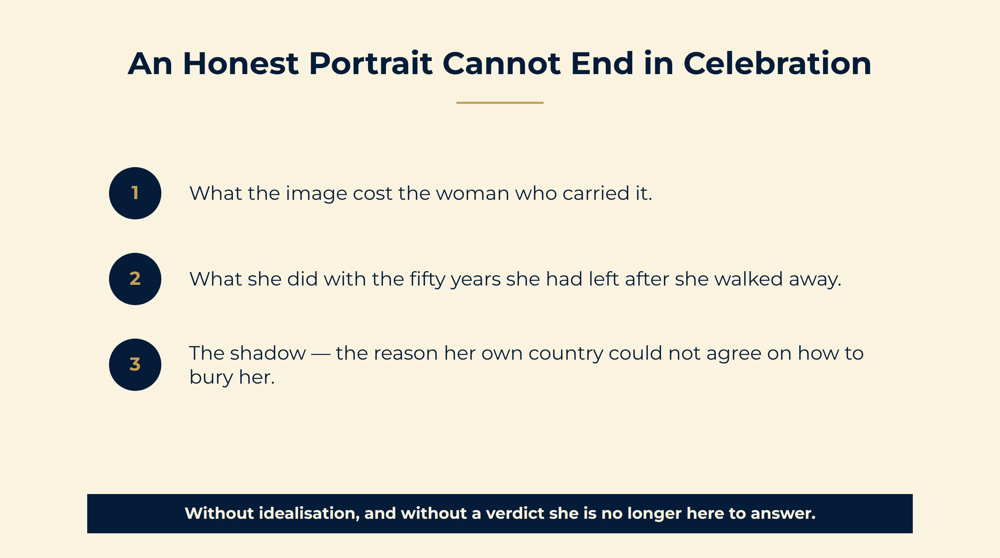 An Honest Portrait Cannot End in Celebration
1
What the image cost the woman who carried it.
2
What she did with the fifty years she had left after she walked away.
3
The shadow — the reason her own country could not agree on how to
bury her.
Without idealisation, and without a verdict she is no longer here to answer.